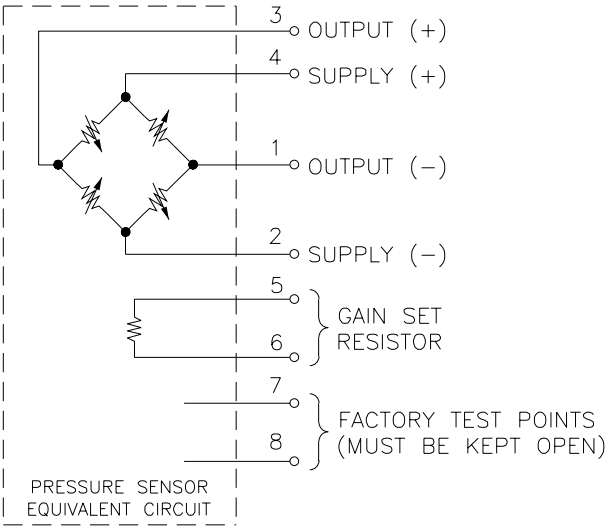 3
OUTPUT (+)
4
SUPPLY (+)
1
OUTPUT (-)
2
SUPPLY (-)
5
GAIN SET
RESISTOR
6
7
FACTORY TEST POINTS
(MUST BE KEPT OPEN)
8
PRESSURE SENSOR
EQUIVALENT CIRCUIT